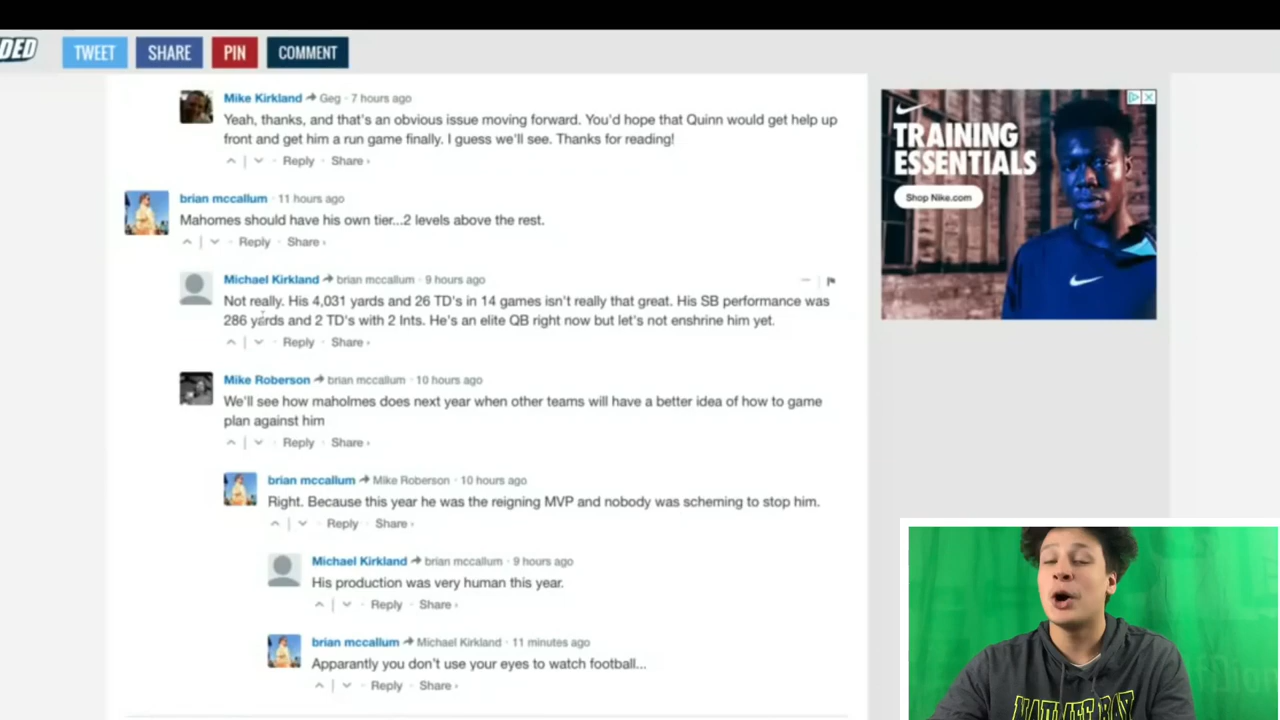 DED
TWEET SHARE PIN COMMENT
Mike Kirkland Geg · 7 hours ago
Yeah, thanks, and that's an obvious issue moving forward. You'd hope that Quinn would get help up
front and get him a run game finally. I guess we'll see. Thanks for reading!
Reply · Share ›
brian mccallum · 11 hours ago
Mahomes should have his own tier...2 levels above the rest.
Reply · Share ›
Michael Kirkland brian mccallum · 9 hours ago
Not really. His 4,031 yards and 26 TD's in 14 games isn't really that great. His SB performance was
286 yards and 2 TD's with 2 Ints. He's an elite QB right now but let's not enshrine him yet.
Reply · Share ›
Mike Roberson brian mccallum · 10 hours ago
We'll see how maholmes does next year when other teams will have a better idea of how to game
plan against him
Reply · Share ›
brian mccallum Mike Roberson · 10 hours ago
Right. Because this year he was the reigning MVP and nobody was scheming to stop him.
Reply · Share ›
Michael Kirkland brian mccallum · 9 hours ago
His production was very human this year.
Reply · Share ›
brian mccallum Michael Kirkland · 11 minutes ago
Apparantly you don't use your eyes to watch football...
Reply · Share ›
TRAINING
ESSENTIALS
Shop Nike.com